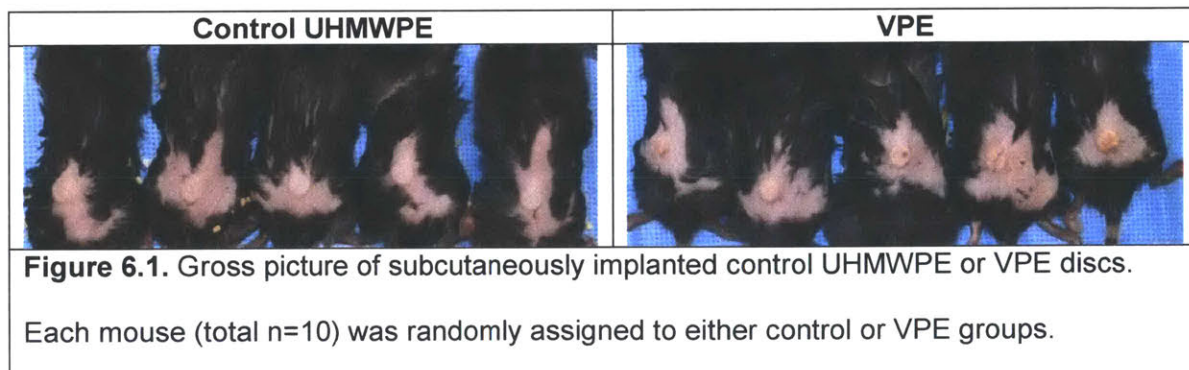 Control UHMWPE
VPE
Figure 6.1. Gross picture of subcutaneously implanted control UHMWPE or VPE discs.
Each mouse (total n=10) was randomly assigned to either control or VPE groups.